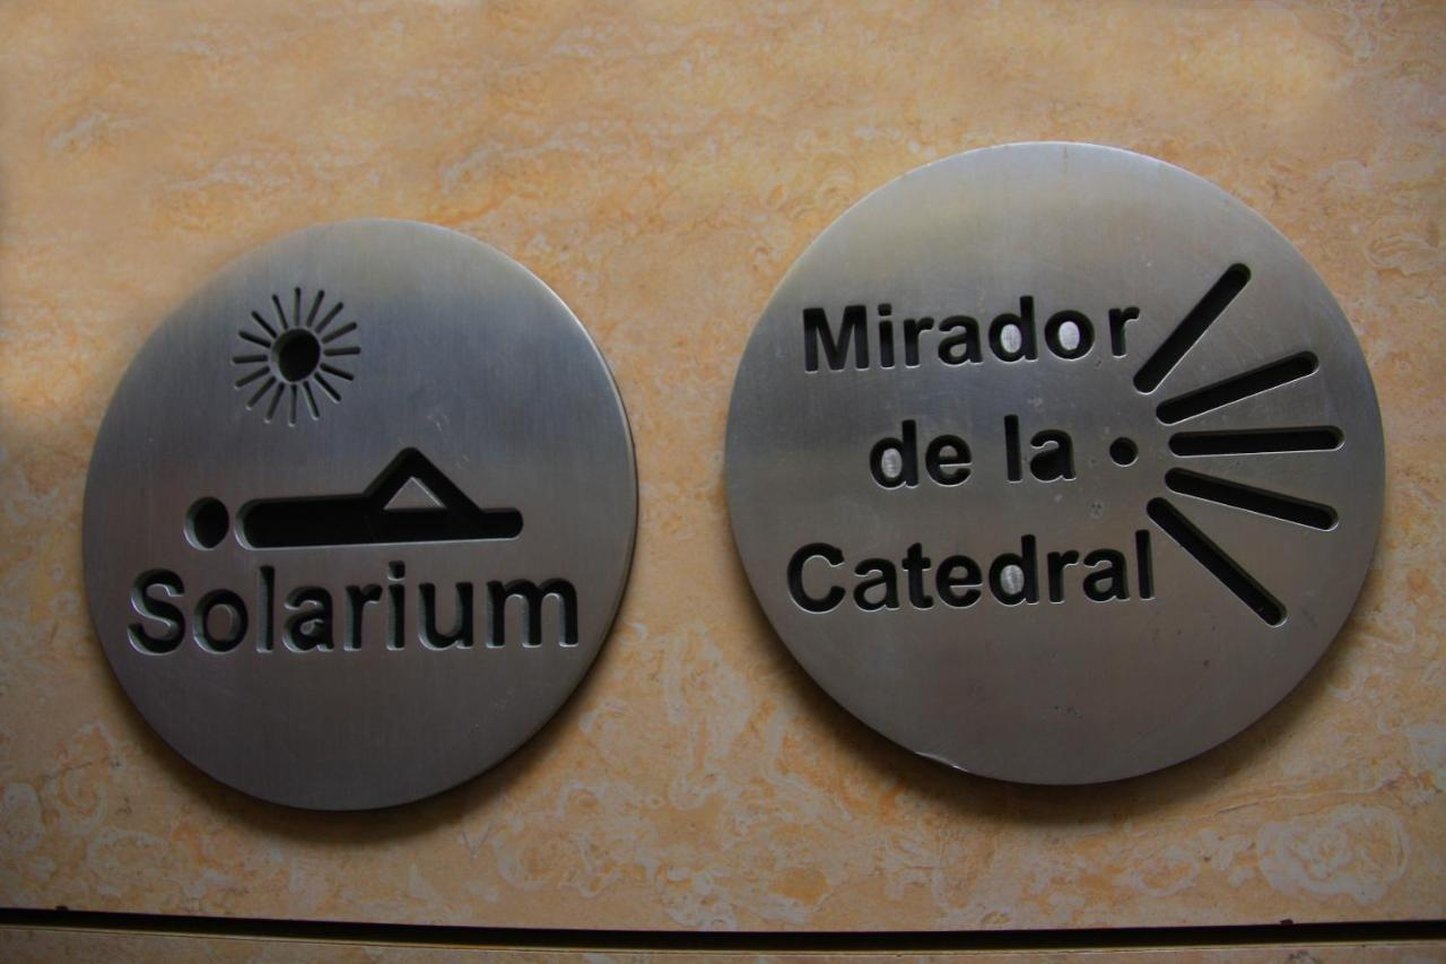 Solarium
Mirador
de la
Catedral